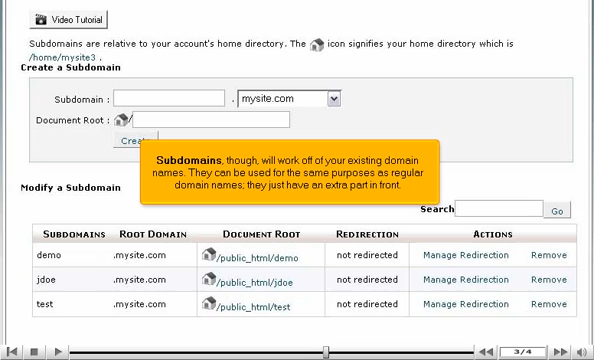 Video Tutorial
Subdomains are relative to your account's home directory. The icon signifies your home directory which is
/home/mysite3 .
Create a Subdomain
Subdomain : . mysite.com
Document Root : /
Create
Subdomains, though, will work off of your existing domain
names. They can be used for the same purposes as regular
domain names; they just have an extra part in front.
Modify a Subdomain
Search Go
SUBDOMAINS ROOT DOMAIN DOCUMENT ROOT REDIRECTION ACTIONS
demo .mysite.com /public_html/demo not redirected Manage Redirection Remove
jdoe .mysite.com /public_html/jdoe not redirected Manage Redirection Remove
test .mysite.com /public_html/test not redirected Manage Redirection Remove
3/4